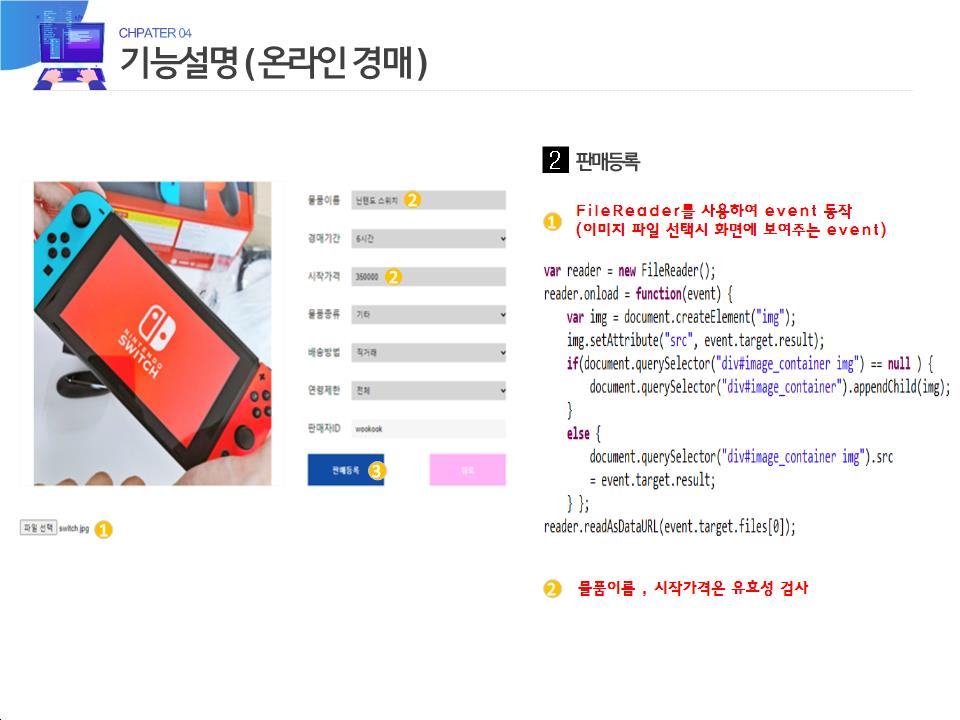 CHPATER 04
기능설명 ( 온라인 경매 )
2 판매등록
NINTENDO
SWITCH
물품이름 닌텐도 스위치 2
경매기간 6시간
시작가격 350000 2
물품종류 기타
배송방법 직거래
연령제한 전체
판매자ID wookook
판매등록 3
파일 선택 switch.jpg 1
1 FileReader를 사용하여 event 동작
(이미지 파일 선택시 화면에 보여주는 event)
var reader = new FileReader();
reader.onload = function(event) {
var img = document.createElement("img");
img.setAttribute("src", event.target.result);
if(document.querySelector("div#image_container img") == null ) {
document.querySelector("div#image_container").appendChild(img);
}
else {
document.querySelector("div#image_container img").src
= event.target.result;
} };
reader.readAsDataURL(event.target.files[0]);
2 물품이름 , 시작가격은 유효성 검사